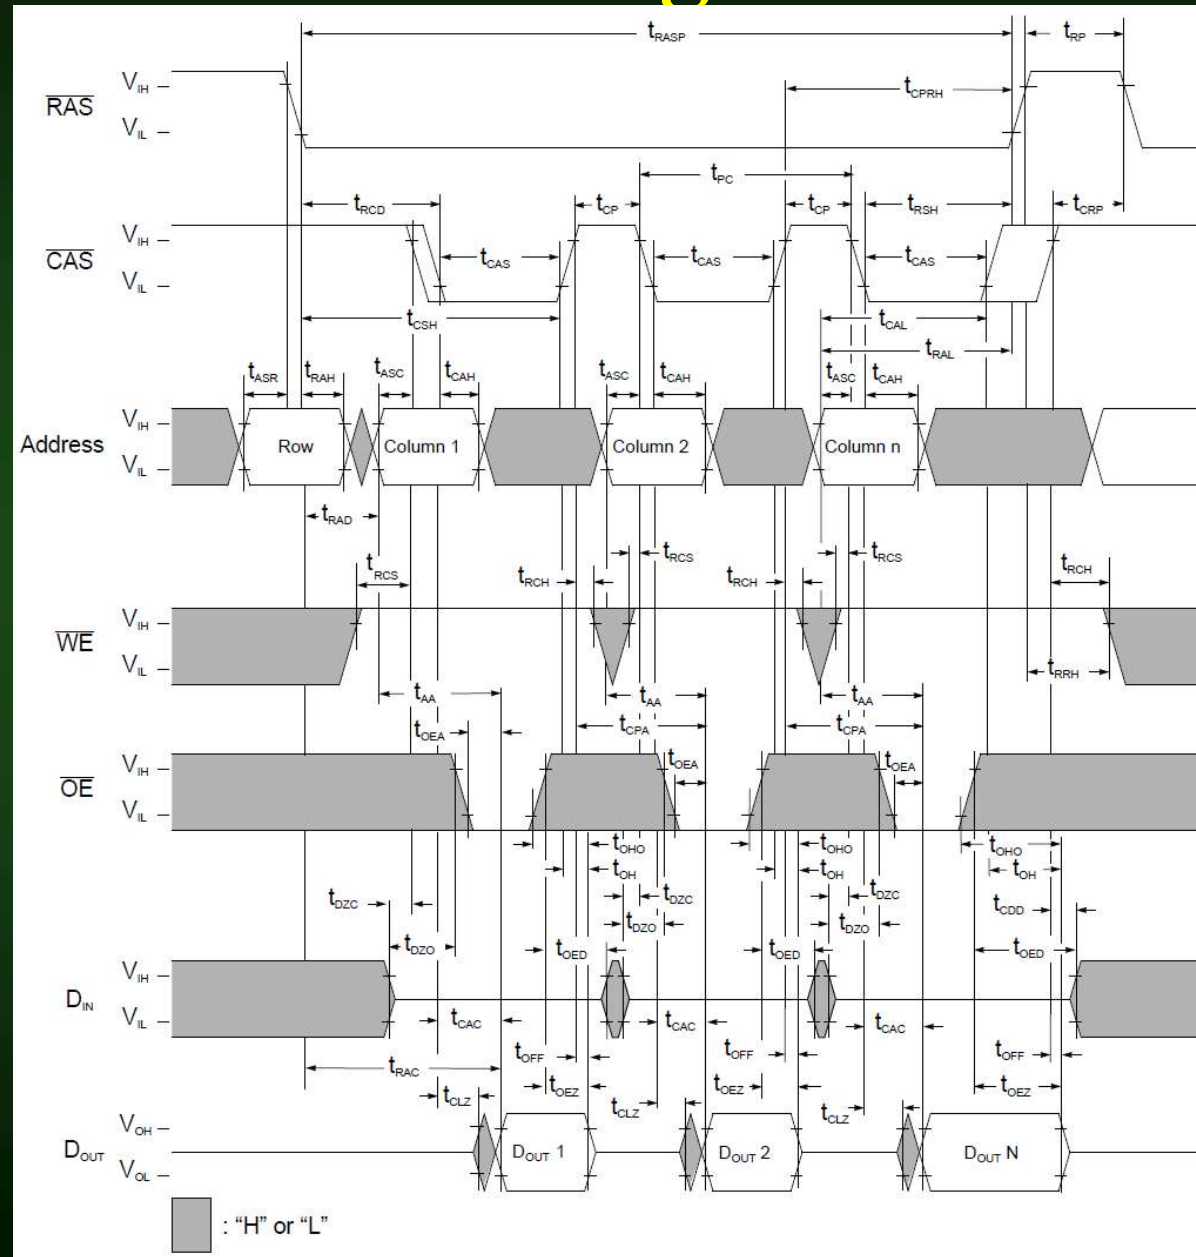 tRASP tRP
VIH
RAS
tCPRH
VIL
tPC
tRCD tCP tCP tRSH tCRP
VIH
CAS
tCAS tCAS tCAS
VIL
tCSH tCAL
tRAL
tASR tRAH tASC tCAH tASC tCAH tASC tCAH
VIH
Address Row Column 1 Column 2 Column n
VIL
tRAD
tRCS tRCH tRCS tRCH tRCS tRCH
VIH
WE
VIL
tRRH
tAA tAA tAA
tCPA tCPA
tOEA tOEA tOEA
VIH
OE
VIL
tOHO tOHO tOHO
tOH tOH tOH
tDZC tDZC tDZC tCDD
tDZO tDZO tDZO
tOED tOED tOED
VIH
DIN
VIL
tCAC tCAC tCAC
tOFF tOFF tOFF
tRAC
tOEZ tOEZ tOEZ
tCLZ tCLZ tCLZ
VOH
DOUT DOUT 1 DOUT 2 DOUT N
VOL
: “H” or “L”